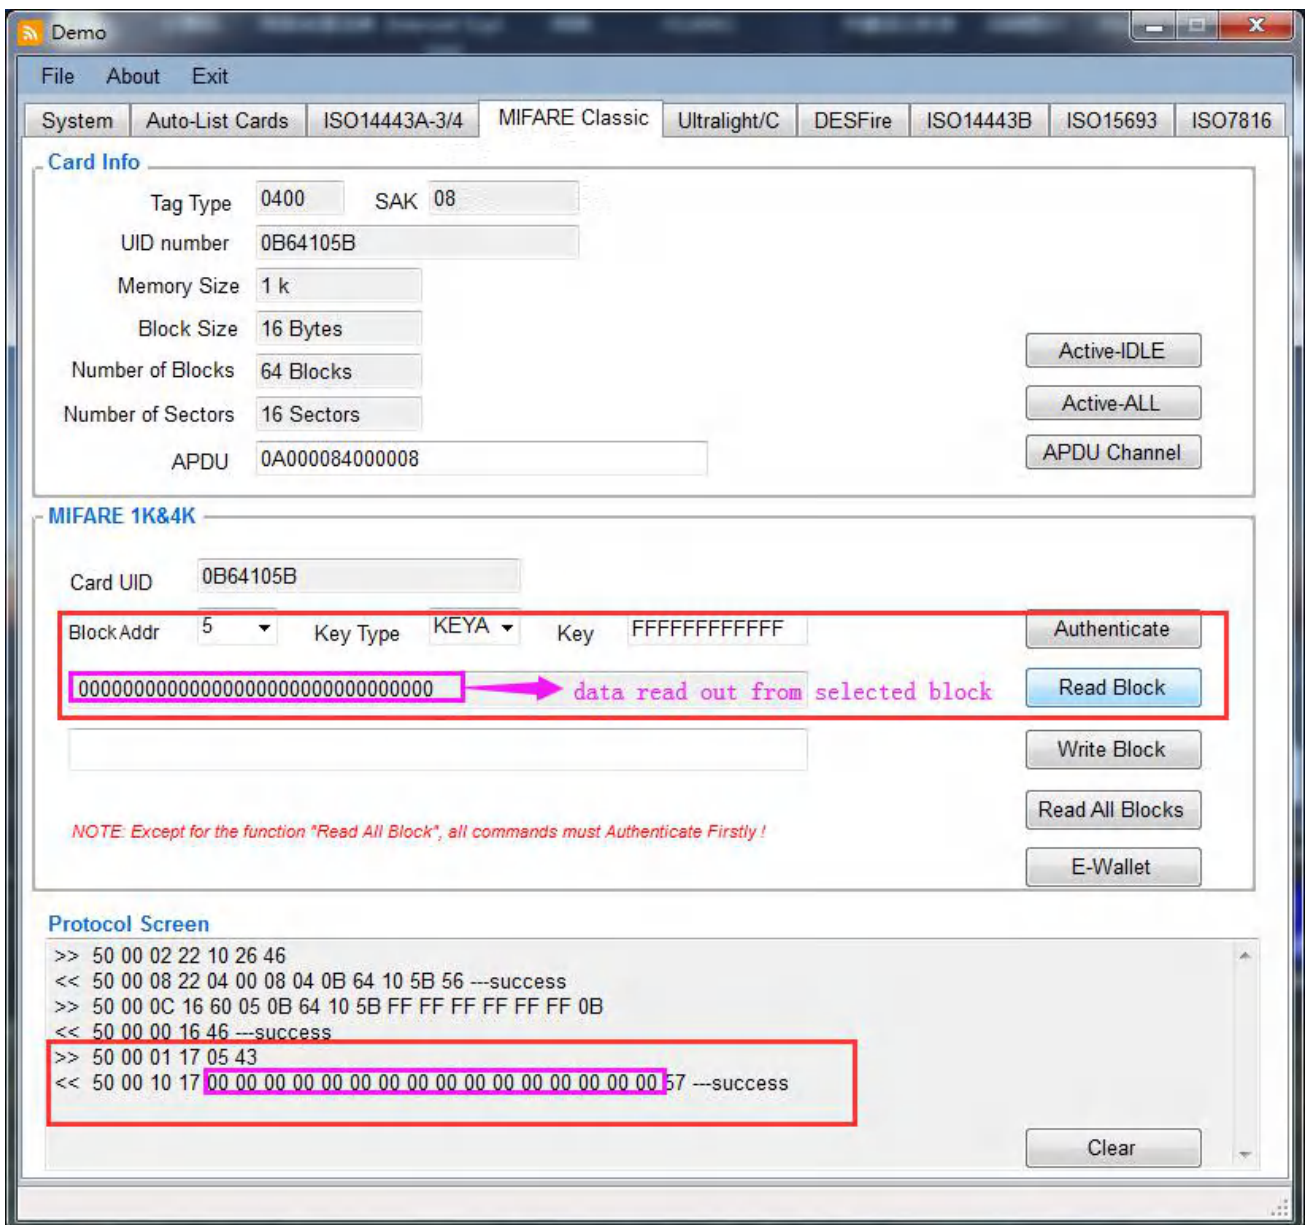 Demo
File About Exit
System Auto-List Cards ISO14443A-3/4 MIFARE Classic Ultralight/C DESFire ISO14443B ISO15693 ISO7816
Card Info
Tag Type 0400 SAK 08
UID number 0B64105B
Memory Size 1 k
Block Size 16 Bytes
Number of Blocks 64 Blocks
Active-IDLE
Number of Sectors 16 Sectors
Active-ALL
APDU 0A000084000008
APDU Channel
MIFARE 1K&4K
Card UID 0B64105B
BlockAddr 5 Key Type KEYA Key FFFFFFFFFFFF Authenticate
00000000000000000000000000000000 data read out from selected block Read Block
Write Block
Read All Blocks
NOTE: Except for the function "Read All Block", all commands must Authenticate Firstly !
E-Wallet
Protocol Screen
>> 50 00 02 22 10 26 46
<< 50 00 08 22 04 00 08 04 0B 64 10 5B 56 ---success
>> 50 00 0C 16 60 05 0B 64 10 5B FF FF FF FF FF FF 0B
<< 50 00 00 16 46 ---success
>> 50 00 01 17 05 43
<< 50 00 10 17 00 00 00 00 00 00 00 00 00 00 00 00 00 00 00 00 57 ---success
Clear